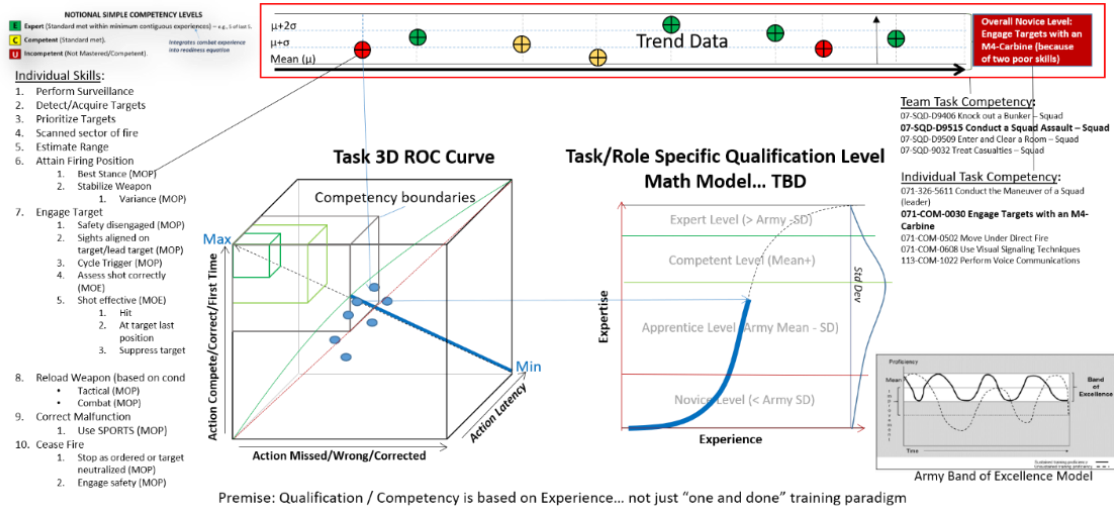 NOTIONAL SIMPLE COMPETENCY LEVELS
E Expert (Standard met within minimum contiguous experiences) – e.g., 5 of last 5.
C Competent (Standard met).
U Incompetent (Not Mastered/Competent).
Integrates combat experience
into readiness equation
μ+2σ
μ+σ
Mean (μ)
Trend Data
Overall Novice Level:
Engage Targets with an
M4-Carbine (because
of two poor skills)
Individual Skills:
1. Perform Surveillance
2. Detect/Acquire Targets
3. Prioritize Targets
4. Scanned sector of fire
5. Estimate Range
6. Attain Firing Position
1. Best Stance (MOP)
2. Stabilize Weapon
1. Variance (MOP)
7. Engage Target
1. Safety disengaged (MOP)
2. Sights aligned on
target/lead target (MOP)
3. Cycle Trigger (MOP)
4. Assess shot correctly
(MOE)
5. Shot effective (MOE)
1. Hit
2. At target last
position
3. Suppress target
8. Reload Weapon (based on cond
• Tactical (MOP)
• Combat (MOP)
9. Correct Malfunction
1. Use SPORTS (MOP)
10. Cease Fire
1. Stop as ordered or target
neutralized (MOP)
2. Engage safety (MOP)
Task 3D ROC Curve
Competency boundaries
Max
Min
Action Compete/Correct/First Time
Action Latency
Action Missed/Wrong/Corrected
Task/Role Specific Qualification Level
Math Model... TBD
Expert Level (> Army -SD)
Competent Level (Mean+)
Apprentice Level (Army Mean - SD)
Novice Level (< Army SD)
Std Dev
Expertise
Experience
Team Task Competency:
07-SQD-D9406 Knock out a Bunker – Squad
07-SQD-D9515 Conduct a Squad Assault – Squad
07-SQD-D9509 Enter and Clear a Room – Squad
07-SQD-9032 Treat Casualties – Squad
Individual Task Competency:
071-326-5611 Conduct the Maneuver of a Squad
(leader)
071-COM-0030 Engage Targets with an M4-
Carbine
071-COM-0502 Move Under Direct Fire
071-COM-0608 Use Visual Signaling Techniques
113-COM-1022 Perform Voice Communications
Proficiency
Mean
Band
of
Excellence
Time
Army Band of Excellence Model
Premise: Qualification / Competency is based on Experience... not just “one and done” training paradigm